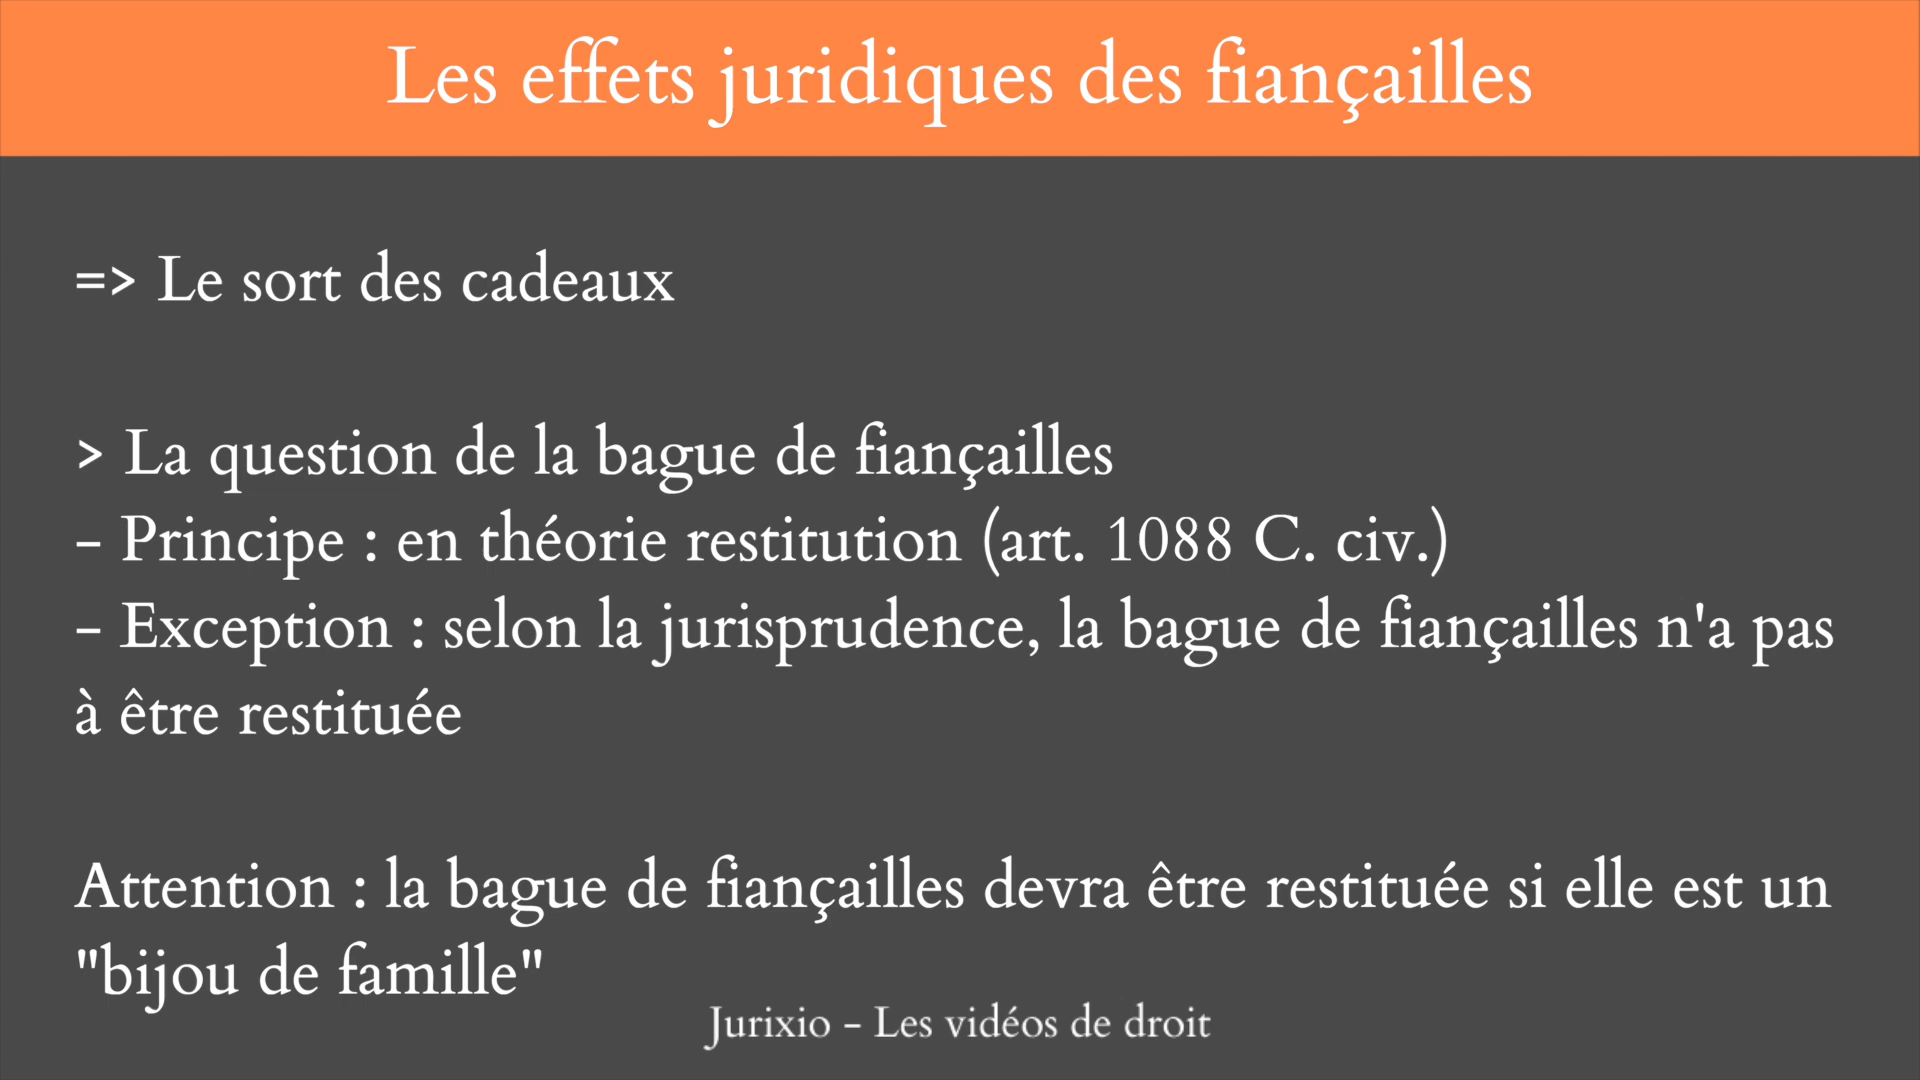 Les effets juridiques des fiançailles
=> Le sort des cadeaux
> La question de la bague de fiançailles
- Principe : en théorie restitution (art. 1088 C. civ.)
- Exception : selon la jurisprudence, la bague de fiançailles n'a pas
à être restituée
Attention : la bague de fiançailles devra être restituée si elle est un
"bijou de famille"
Jurixio - Les vidéos de droit